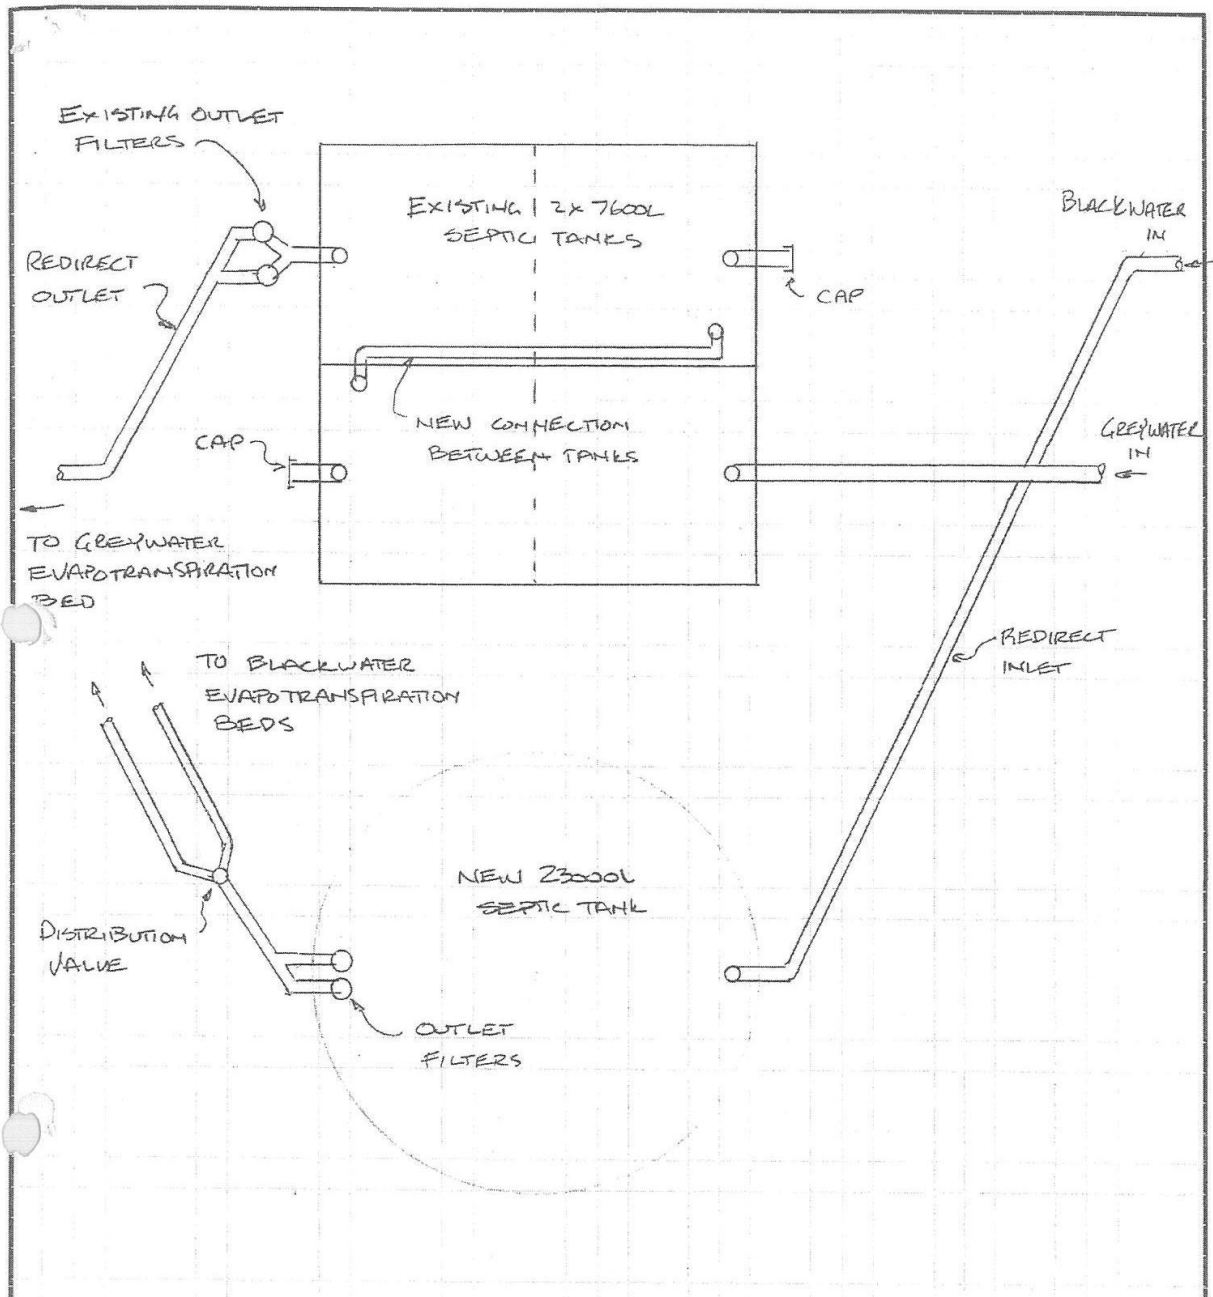 EXISTING OUTLET
FILTERS
EXISTING 2X 7600L
SEPTIC TANKS
BLACKWATER
IN
REDIRECT
OUTLET
CAP
CAP
NEW CONNECTION
BETWEEN TANKS
GREYWATER
IN
TO GREYWATER
EVAPOTRANSPIRATION
BED
REDIRECT
INLET
TO BLACKWATER
EVAPOTRANSPIRATION
BEDS
NEW 23000L
SEPTIC TANK
DISTRIBUTION
VALUE
OUTLET
FILTERS